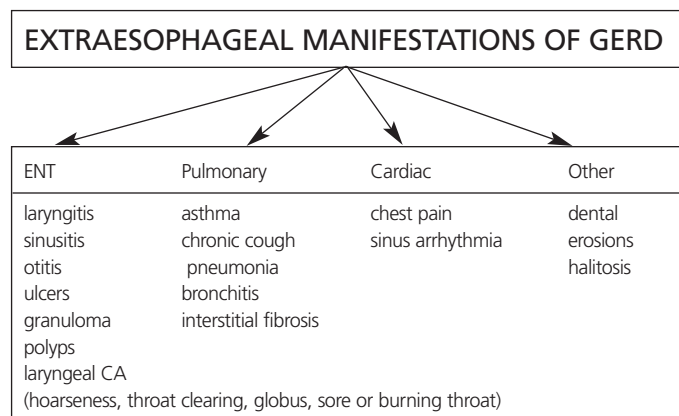 EXTRAESOPHAGEAL MANIFESTATIONS OF GERD
ENT Pulmonary Cardiac Other
laryngitis asthma chest pain dental
sinusitis chronic cough sinus arrhythmia erosions
otitis pneumonia halitosis
ulcers bronchitis
granuloma interstitial fibrosis
polyps
laryngeal CA
(hoarseness, throat clearing, globus, sore or burning throat)